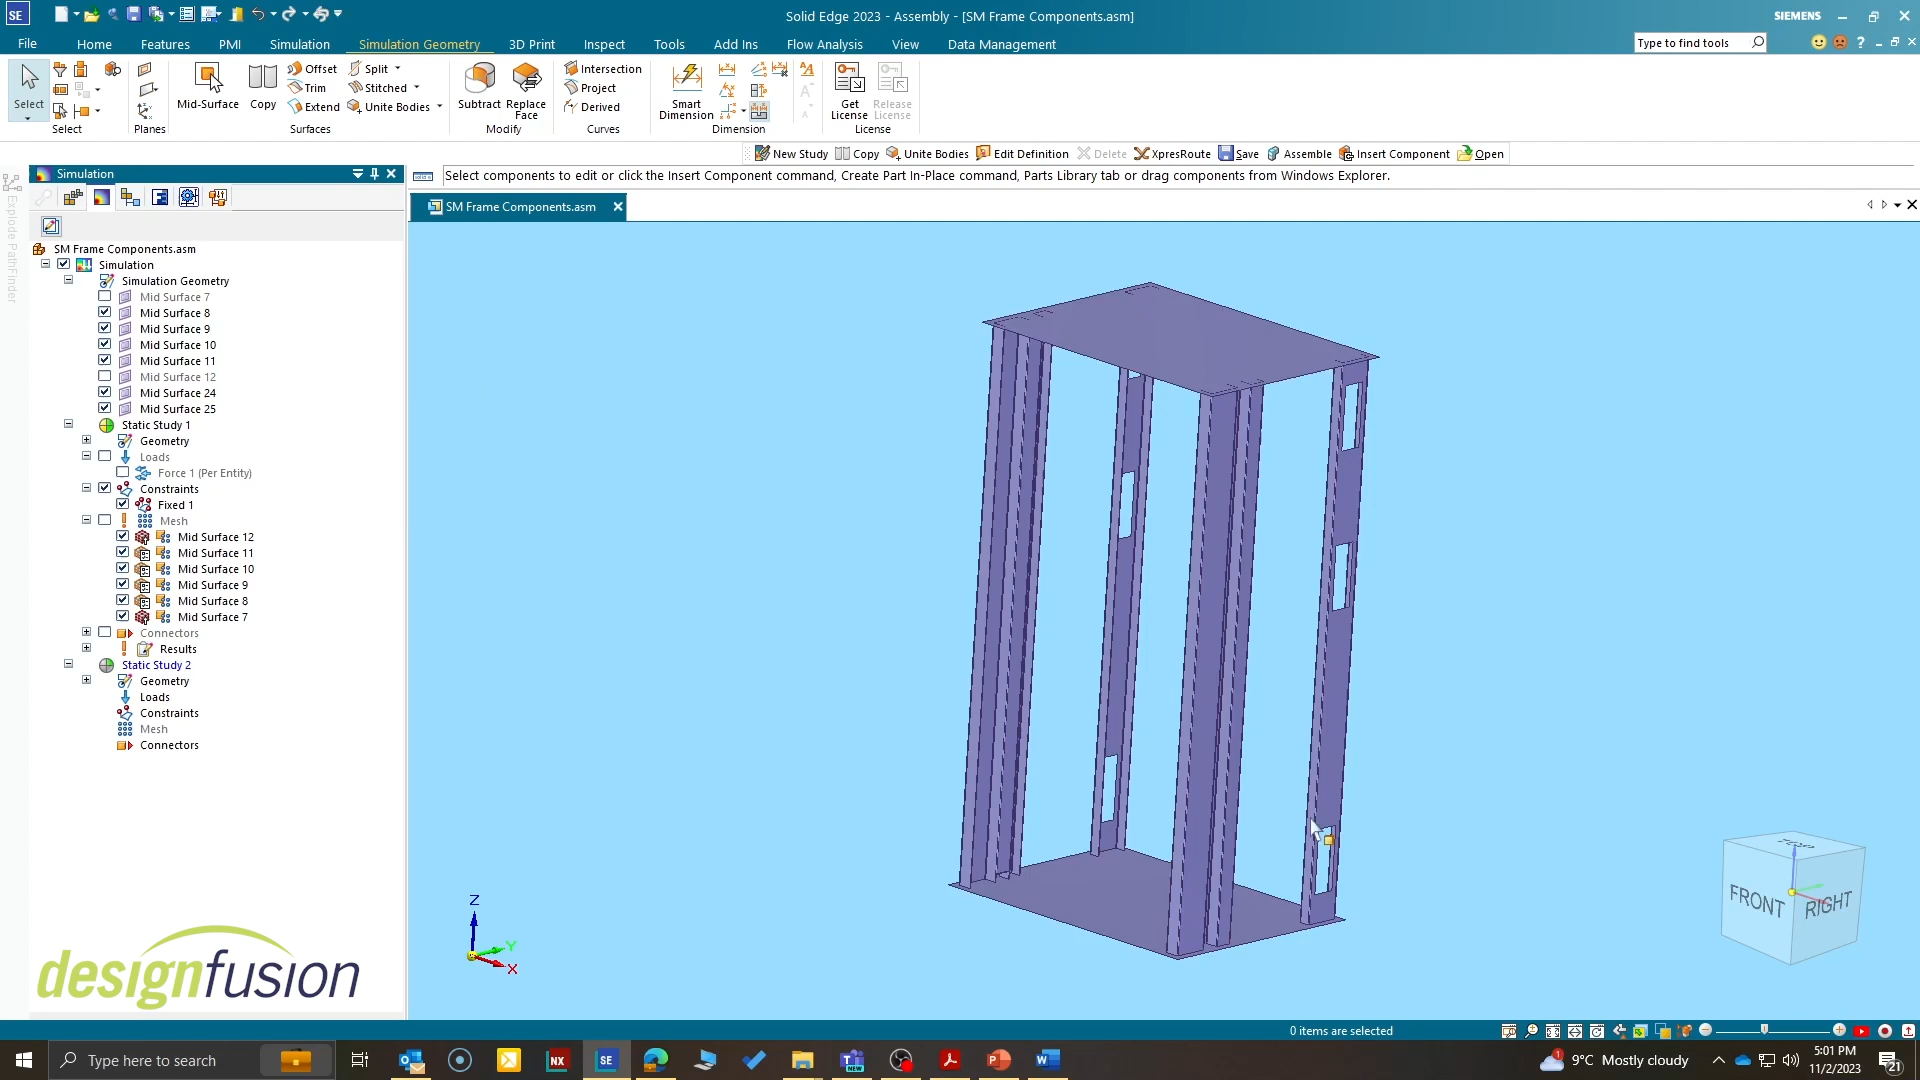 SE
Solid Edge 2023 - Assembly - [SM Frame Components.asm]
SIEMENS
File
Home
Features
PMI
Simulation
Simulation Geometry
3D Print
Inspect
Tools
Add Ins
Flow Analysis
View
Data Management
Type to find tools
Select
Mid-Surface
Copy
Offset
Trim
Extend
Split
Stitched
Unite Bodies
Subtract
Replace
Face
Intersection
Project
Derived
Smart
Dimension
Get
License
Release
License
Select
Planes
Surfaces
Modify
Curves
Dimension
License
New Study
Copy
Unite Bodies
Edit Definition
Delete
XpresRoute
Save
Assemble
Insert Component
Open
Simulation
Select components to edit or click the Insert Component command, Create Part In-Place command, Parts Library tab or drag components from Windows Explorer.
SM Frame Components.asm
Explode PathFinder
SM Frame Components.asm
Simulation
Simulation Geometry
Mid Surface 7
Mid Surface 8
Mid Surface 9
Mid Surface 10
Mid Surface 11
Mid Surface 12
Mid Surface 24
Mid Surface 25
Static Study 1
Geometry
Loads
Force 1 (Per Entity)
Constraints
Fixed 1
Mesh
Mid Surface 12
Mid Surface 11
Mid Surface 10
Mid Surface 9
Mid Surface 8
Mid Surface 7
Connectors
Results
Static Study 2
Geometry
Loads
Constraints
Mesh
Connectors
Z
Y
X
TOP
FRONT
RIGHT
designfusion
0 items are selected
Type here to search
NX
SE
NEW
9°C Mostly cloudy
5:01 PM
11/2/2023
21